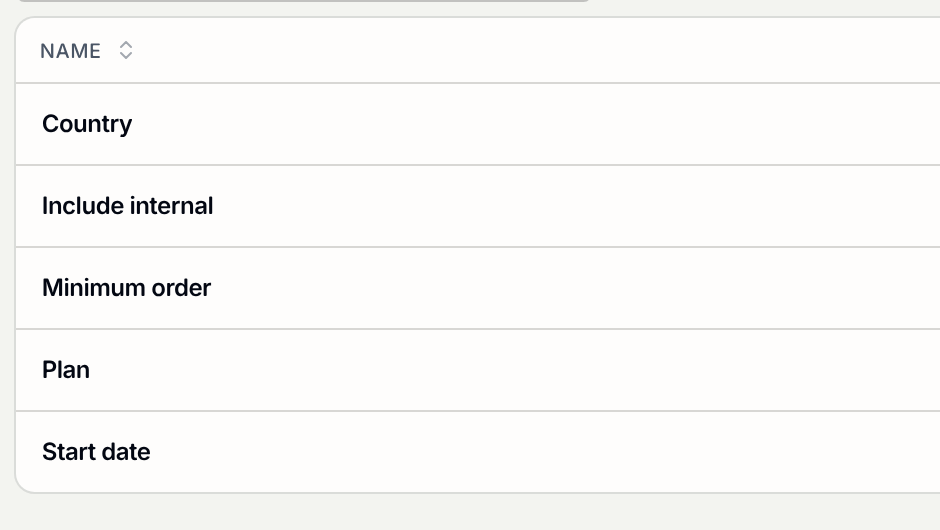 NAME
Country
Include internal
Minimum order
Plan
Start date